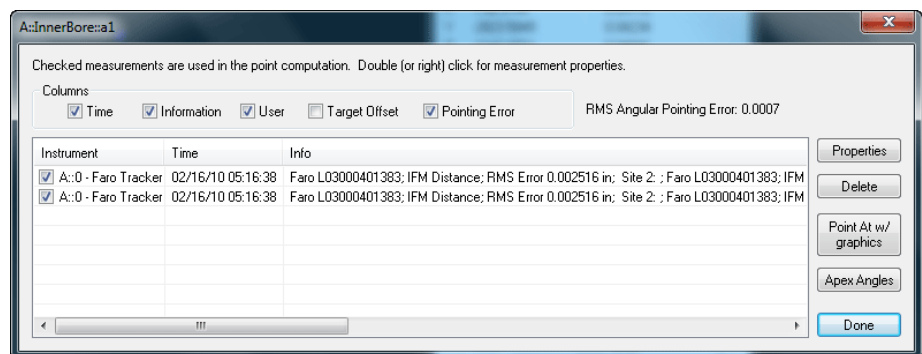 A::InnerBore::a1
Checked measurements are used in the point computation. Double (or right) click for measurement properties.
Columns
Time Information User Target Offset Pointing Error RMS Angular Pointing Error: 0.0007
Instrument Time Info
A::0 - Faro Tracker 02/16/10 05:16:38 Faro L03000401383; IFM Distance; RMS Error 0.002516 in; Site 2: ; Faro L03000401383; IFM
A::0 - Faro Tracker 02/16/10 05:16:38 Faro L03000401383; IFM Distance; RMS Error 0.002516 in; Site 2: ; Faro L03000401383; IFM
Properties
Delete
Point At w/
graphics
Apex Angles
Done